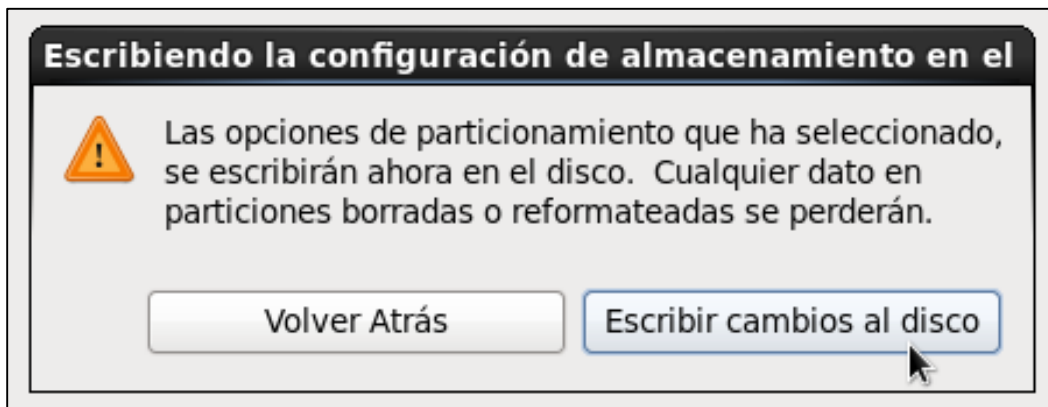 Escribiendo la configuración de almacenamiento en el
Las opciones de particionamiento que ha seleccionado,
se escribirán ahora en el disco.  Cualquier dato en
particiones borradas o reformateadas se perderán.
Volver Atrás
Escribir cambios al disco